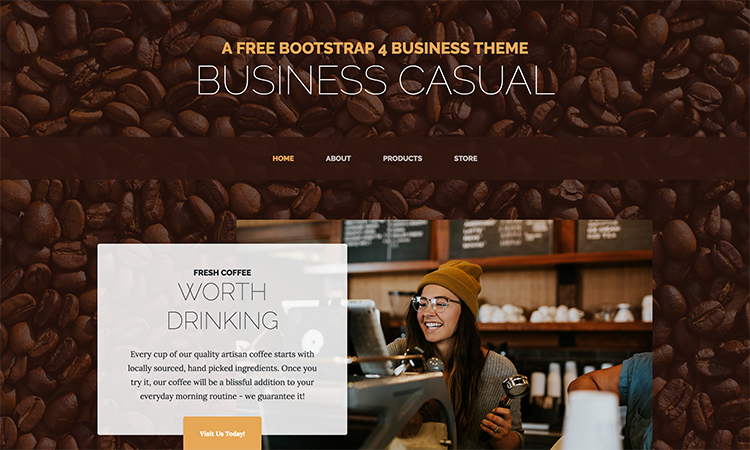 A FREE BOOTSTRAP 4 BUSINESS THEME
BUSINESS CASUAL
HOME ABOUT PRODUCTS STORE
FRESH COFFEE
WORTH
DRINKING
Every cup of our quality artisan coffee starts with
locally sourced, hand picked ingredients. Once you
try it, our coffee will be a blissful addition to your
everyday morning routine - we guarantee it!
Visit Us Today!